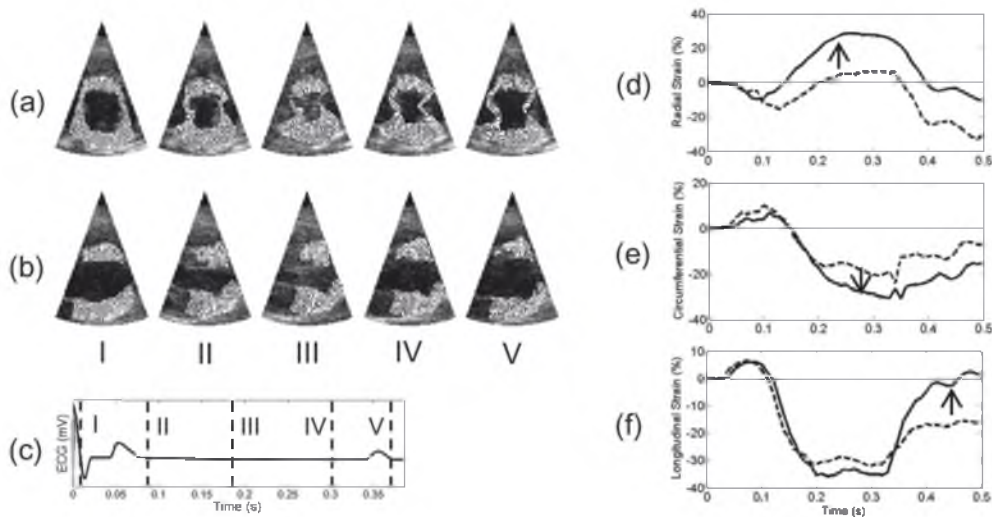 (a)
(b)
I II III IV V
(c)
ECG (mV)
I II III IV V
0 0.05 0.1 0.15 0.2 0.25 0.3 0.35
Time (s)
(d)
Radial Strain (%)
40
20
0
-20
-40
0 0.1 0.2 0.3 0.4 0.5
(e)
Circumferential Strain (%)
20
0
-20
-40
0 0.1 0.2 0.3 0.4 0.5
(f)
Longitudinal Strain (%)
10
0
-10
-20
-30
-40
0 0.1 0.2 0.3 0.4 0.5
Time (s)